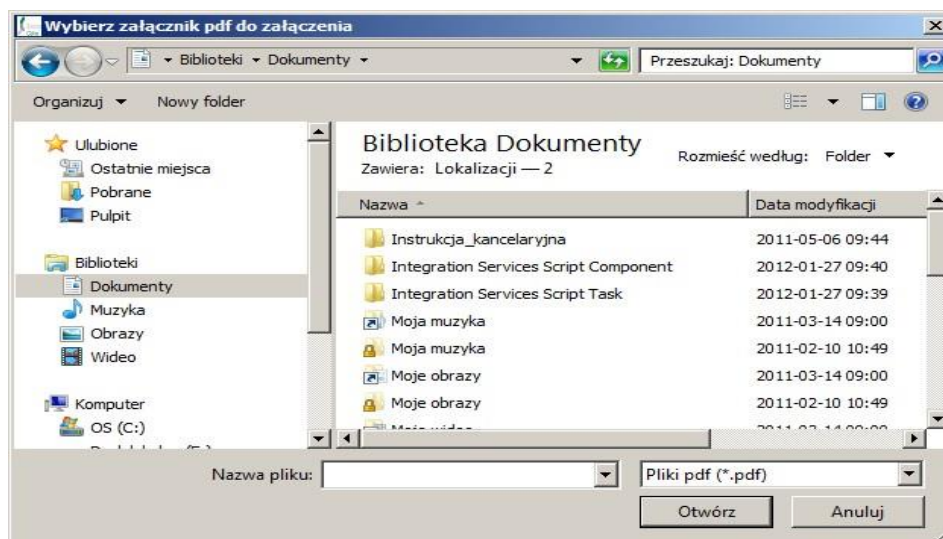 Wybierz załącznik pdf do załączenia
Biblioteki Dokumenty
Przeszukaj: Dokumenty
Organizuj Nowy folder
Ulubione
Ostatnie miejsca
Pobrane
Pulpit
Biblioteki
Dokumenty
Muzyka
Obrazy
Wideo
Komputer
OS (C:)
Biblioteka Dokumenty
Zawiera: Lokalizacji — 2
Rozmieść według: Folder
Nazwa Data modyfikacji
Instrukcja_kancelaryjna 2011-05-06 09:44
Integration Services Script Component 2012-01-27 09:40
Integration Services Script Task 2012-01-27 09:39
Moja muzyka 2011-03-14 09:00
Moja muzyka 2011-02-10 10:49
Moje obrazy 2011-03-14 09:00
Moje obrazy 2011-02-10 10:49
Nazwa pliku:
Pliki pdf (*.pdf)
Otwórz Anuluj